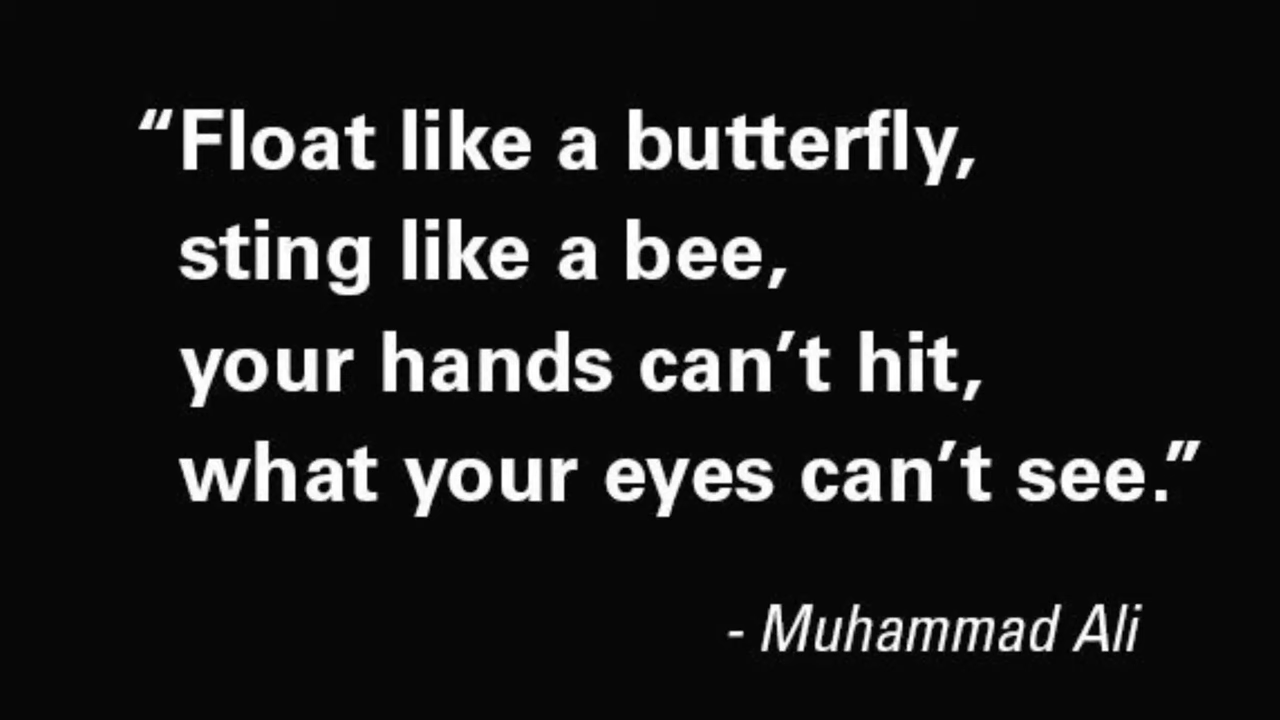 “Float like a butterfly,
sting like a bee,
your hands can’t hit,
what your eyes can’t see.”
- Muhammad Ali